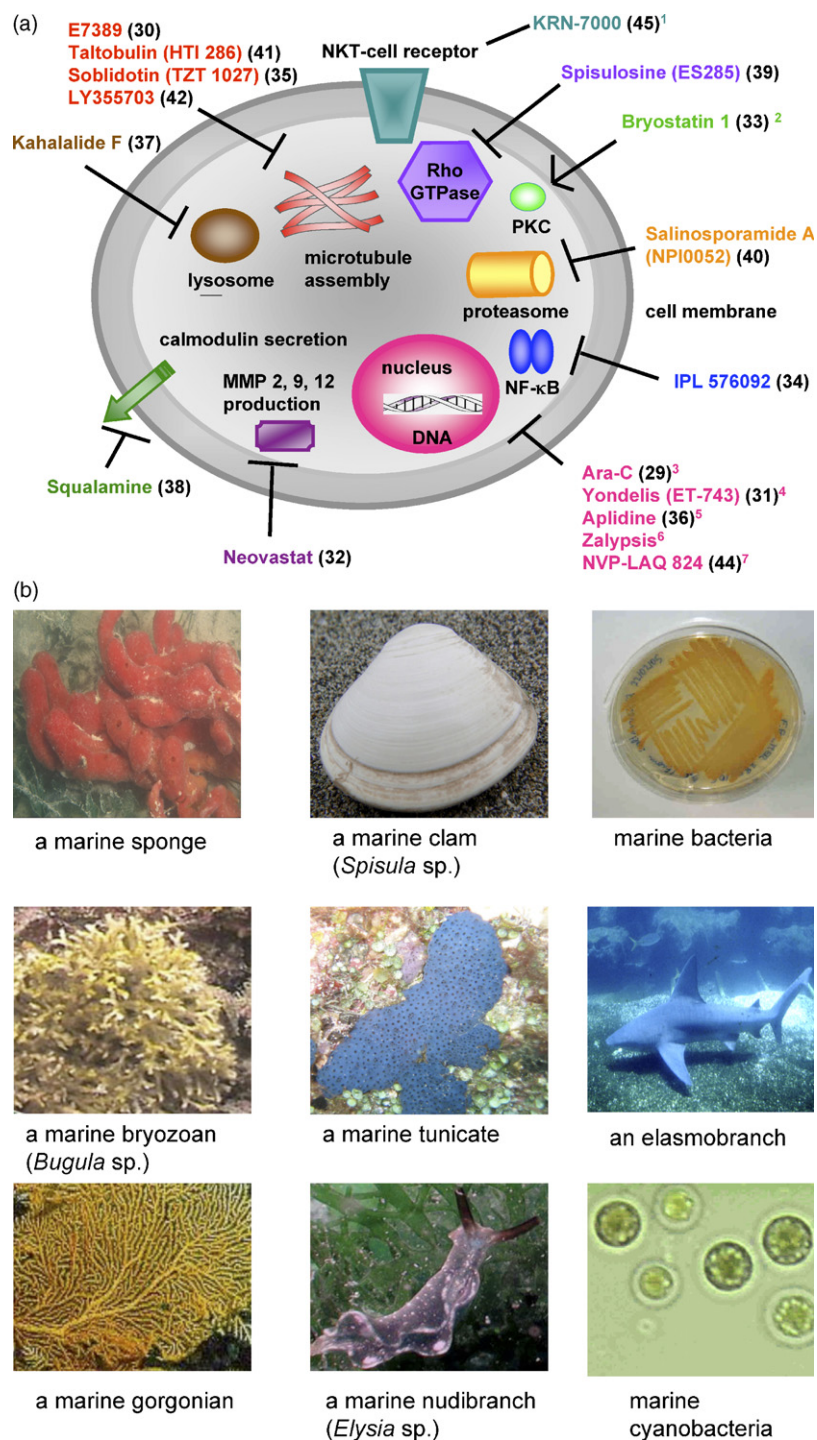 (a)
E7389 (30)
Taltobulin (HTI 286) (41)
Soblidotin (TZT 1027) (35)
LY355703 (42)
NKT-cell receptor
KRN-7000 (45)1
Spisulosine (ES285) (39)
Bryostatin 1 (33) 2
Kahalalide F (37)
Rho
GTPase
PKC
microtubule
assembly
lysosome
Salinosporamide A
(NPI0052) (40)
proteasome
cell membrane
calmodulin secretion
nucleus
NF-κB
MMP 2, 9, 12
production
IPL 576092 (34)
DNA
Squalamine (38)
Neovastat (32)
Ara-C (29)3
Yondelis (ET-743) (31)4
Aplidine (36)5
Zalypsis6
NVP-LAQ 824 (44)7
(b)
a marine sponge
a marine clam
(Spisula sp.)
marine bacteria
a marine bryozoan
(Bugula sp.)
a marine tunicate
an elasmobranch
a marine gorgonian
a marine nudibranch
(Elysia sp.)
marine
cyanobacteria